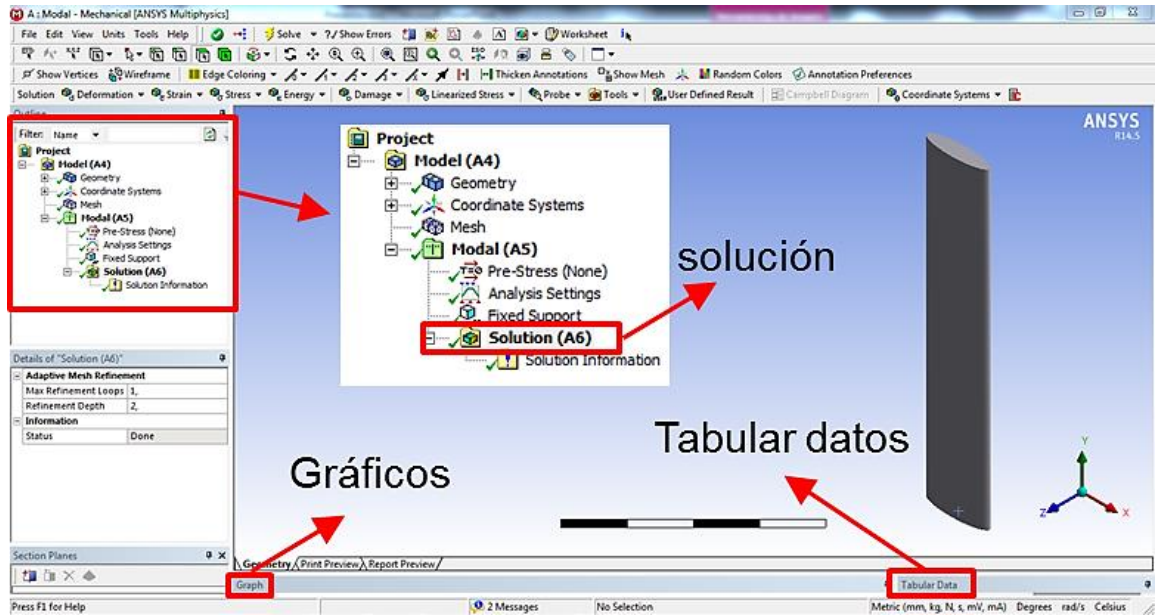 A : Modal - Mechanical [ANSYS Multiphysics]
File Edit View Units Tools Help Solve ?/ Show Errors Worksheet
Show Vertices Wireframe Edge Coloring Thicken Annotations Show Mesh Random Colors Annotation Preferences
Solution Deformation Strain Stress Energy Damage Linearized Stress Probe Tools User Defined Result Campbell Diagram Coordinate Systems
Outline
Filter: Name
Project
Model (A4)
Geometry
Coordinate Systems
Mesh
Modal (A5)
Pre-Stress (None)
Analysis Settings
Fixed Support
Solution (A6)
Solution Information
Project
Model (A4)
Geometry
Coordinate Systems
Mesh
Modal (A5)
Pre-Stress (None)
Analysis Settings
Fixed Support
Solution (A6)
Solution Information
solución
ANSYS
R14.5
Details of "Solution (A6)"
Adaptive Mesh Refinement
Max Refinement Loops 1,
Refinement Depth 2,
Information
Status Done
Gráficos
Tabular datos
Y
Z
X
Section Planes
Geometry Print Preview Report Preview
Graph
Tabular Data
Press F1 for Help 2 Messages No Selection Metric (mm, kg, N, s, mV, mA) Degrees rad/s Celsius